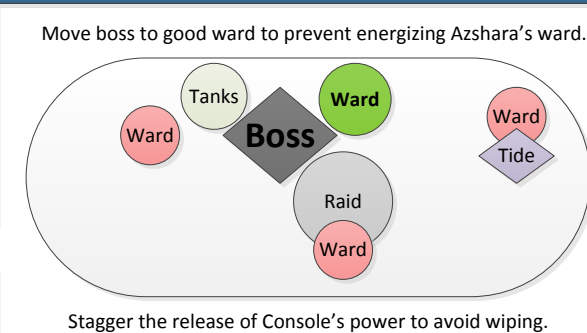 Move boss to good ward to prevent energizing Azshara’s ward.
Tanks
Ward
Ward
Ward
Boss
Tide
Raid
Ward
Stagger the release of Console’s power to avoid wiping.